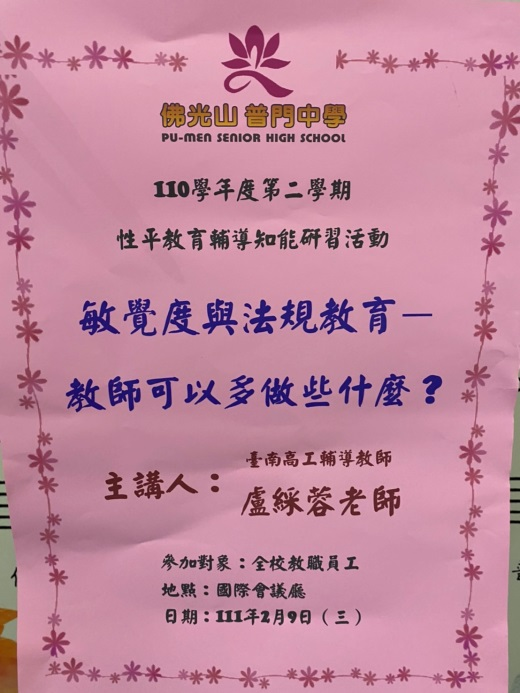 佛光山 普門中學
PU-MEN SENIOR HIGH SCHOOL
110學年度第二學期
性平教育輔導知能研習活動
敏覺度與法規教育－
教師可以多做些什麼？
臺南高工輔導教師
主講人：盧綵蓉老師
參加對象：全校教職員工
地點：國際會議廳
日期：111年2月9日（三）